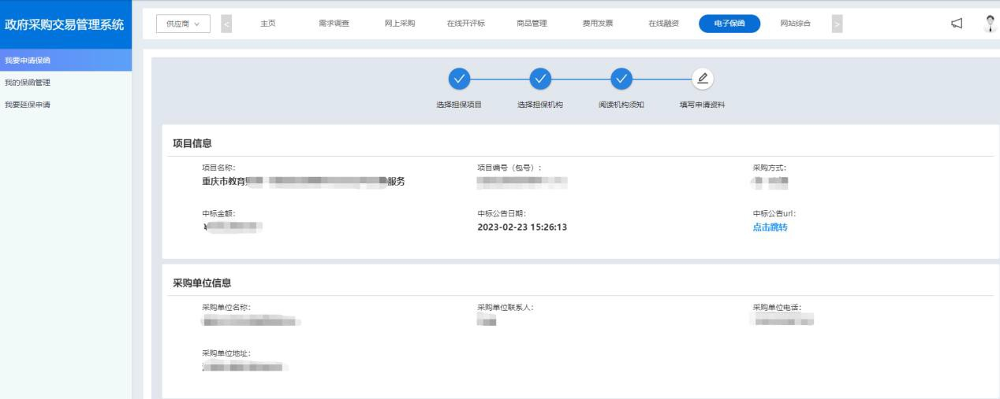 政府采购交易管理系统
供应商
<
主页
需求调查
网上采购
在线开评标
商品管理
费用发票
在线融资
电子保函
网站综合
>
我要申请保函
我的保函管理
我要延保申请
选择担保项目
选择担保机构
阅读机构须知
填写申请资料
项目信息
项目名称:
项目编号（包号）:
采购方式:
重庆市教育
服务
中标金额:
中标公告日期:
中标公告url:
¥
2023-02-23 15:26:13
点击跳转
采购单位信息
采购单位名称:
采购单位联系人:
采购单位电话:
采购单位地址: